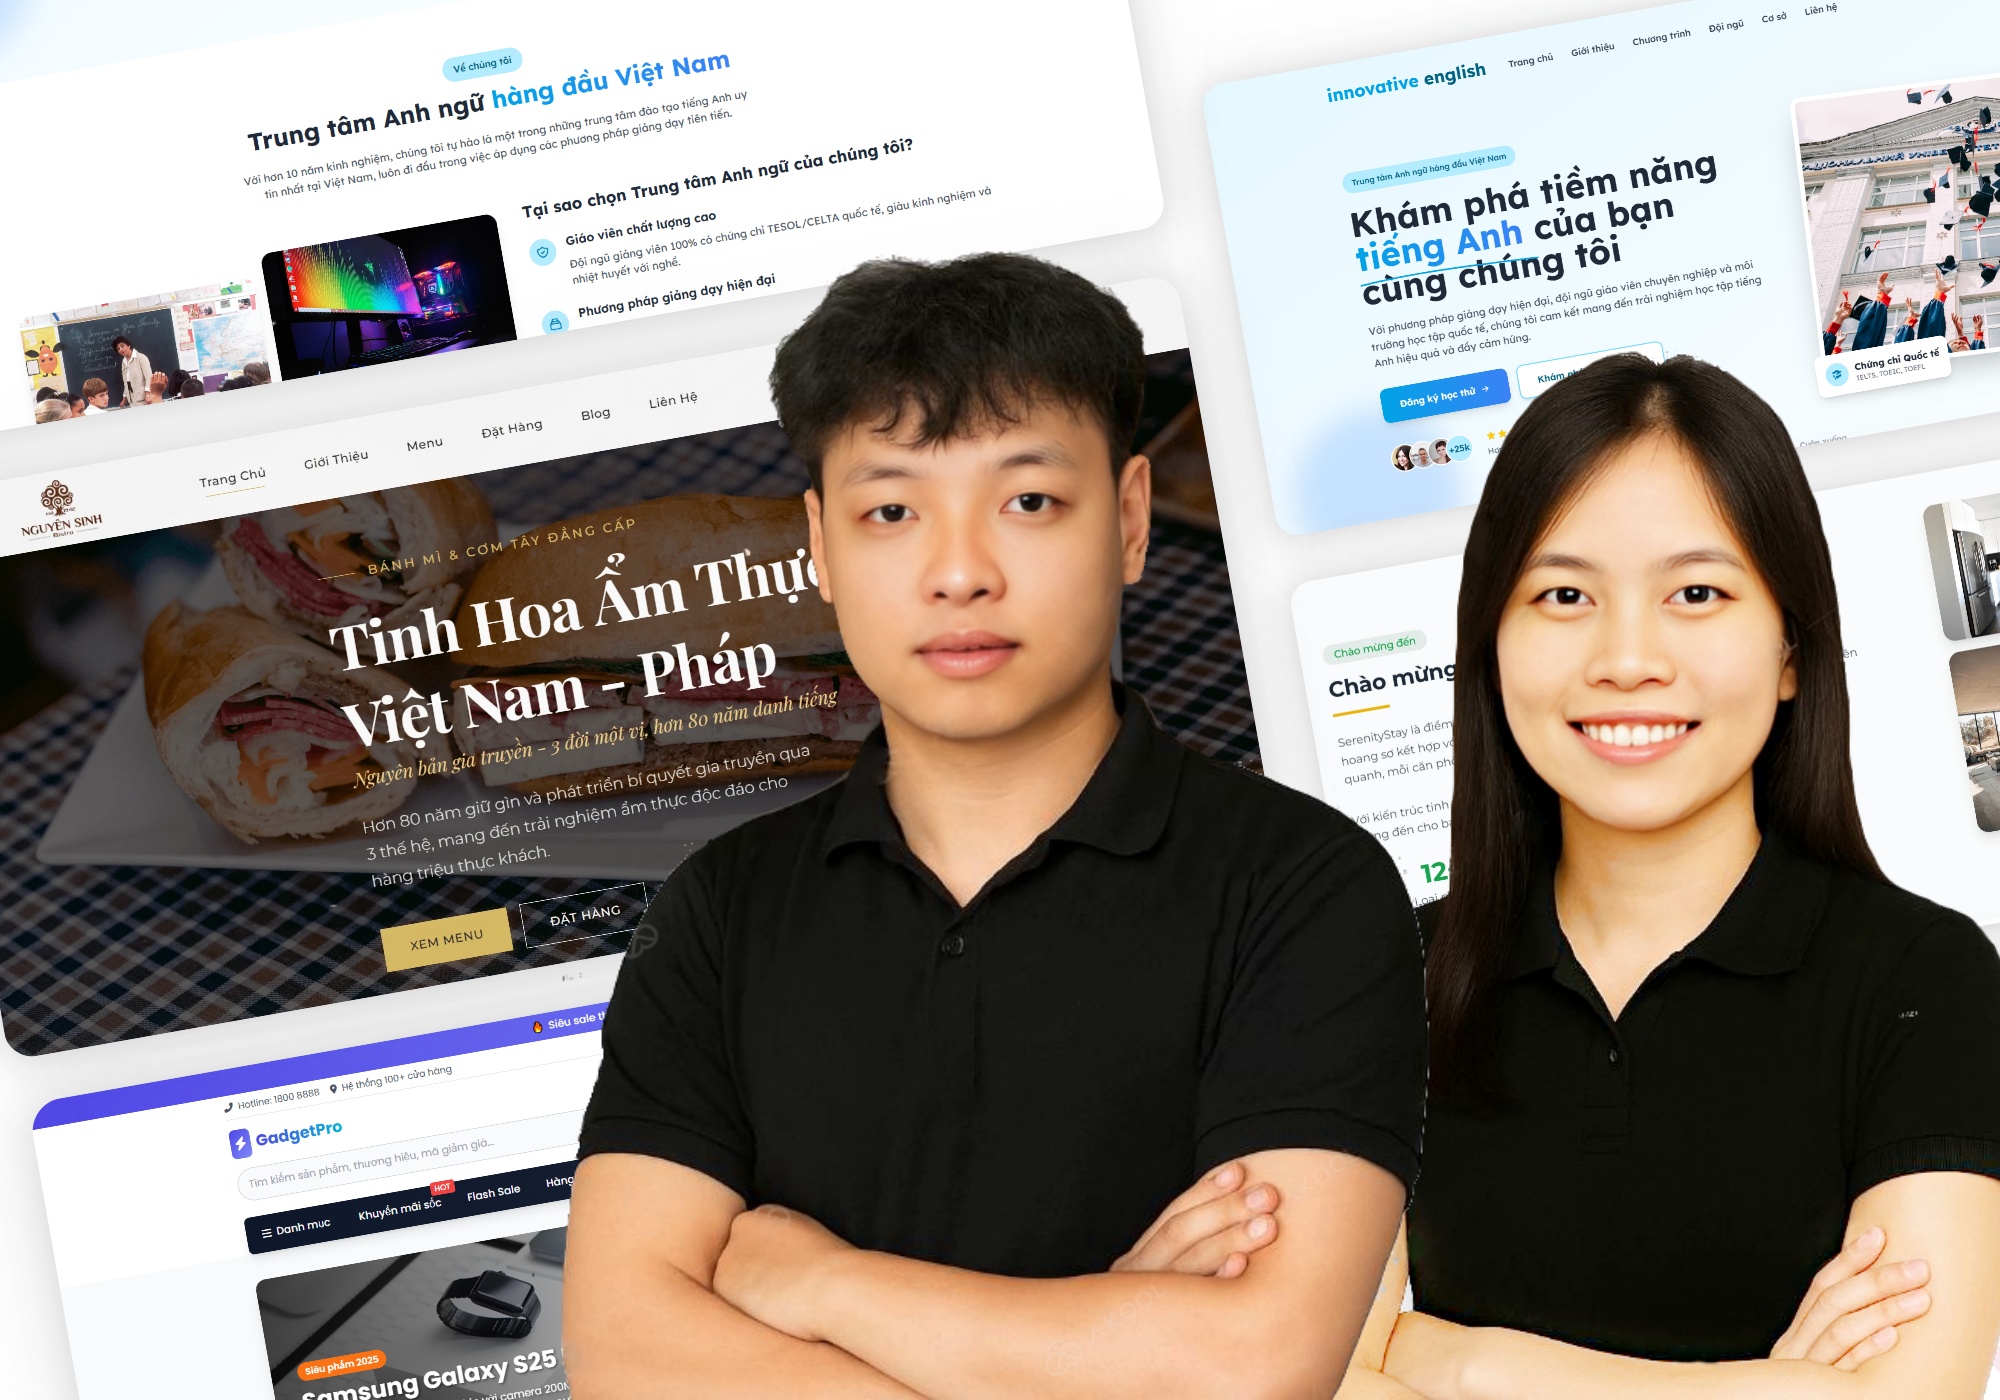 Về chúng tôi
Trung tâm Anh ngữ hàng đầu Việt Nam
Với hơn 10 năm kinh nghiệm, chúng tôi tự hào là một trong những trung tâm đào tạo tiếng Anh uy
tín nhất tại Việt Nam, luôn đi đầu trong việc áp dụng các phương pháp giảng dạy tiên tiến.
Tại sao chọn Trung tâm Anh ngữ của chúng tôi?
Giáo viên chất lượng cao
Đội ngũ giảng viên 100% có chứng chỉ TESOL/CELTA quốc tế, giàu kinh nghiệm và
nhiệt huyết với nghề.
Phương pháp giảng dạy hiện đại
innovative english
Trang chủ
Giới thiệu
Chương trình
Đội ngũ
Cơ sở
Liên hệ
Trung tâm Anh ngữ hàng đầu Việt Nam
Khám phá tiềm năng
tiếng Anh của bạn
cùng chúng tôi
Với phương pháp giảng dạy hiện đại, đội ngũ giáo viên chuyên nghiệp và môi
trường học tập quốc tế, chúng tôi cam kết mang đến trải nghiệm học tập tiếng
Anh hiệu quả và đầy cảm hứng.
Đăng ký học thử →
Khám
+25k
Chứng chỉ Quốc tế
IELTS, TOEIC, TOEFL
NGUYÊN SINH
Bistro
Trang Chủ
Giới Thiệu
Menu
Đặt Hàng
Blog
Liên Hệ
BÁNH MÌ & CƠM TÂY ĐẲNG CẤP
Tinh Hoa Ẩm Thực
Việt Nam - Pháp
Nguyên bản gia truyền - 3 đời một vị, hơn 80 năm danh tiếng
Hơn 80 năm giữ gìn và phát triển bí quyết gia truyền qua
3 thế hệ, mang đến trải nghiệm ẩm thực độc đáo cho
hàng triệu thực khách.
XEM MENU
ĐẶT HÀNG
Chào mừng đến
Chào mừng
SerenityStay là điểm
hoang sơ kết hợp
quanh, mỗi căn
Với kiến trúc tinh
đến cho
12
Loại
Siêu sale
Hotline: 1800 8888
Hệ thống 100+ cửa hàng
GadgetPro
Tìm kiếm sản phẩm, thương hiệu, mã giảm giá...
Danh mục
Khuyến mãi sốc
HOT
Flash Sale
Hàng
Siêu phẩm 2025
Samsung Galaxy S25
với camera
AKOOL